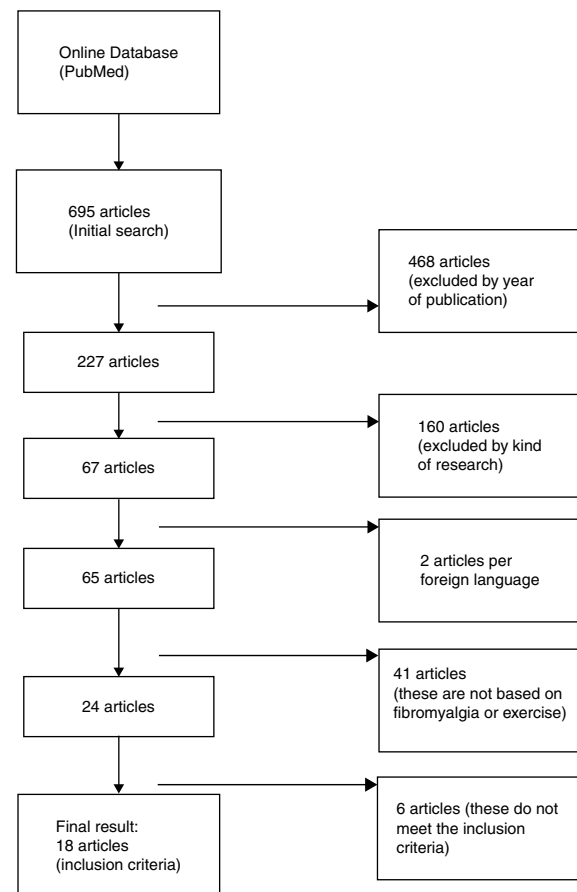 Online Database
(PubMed)
695 articles
(Initial search)
468 articles
(excluded by year
of publication)
227 articles
160 articles
(excluded by kind
of research)
67 articles
2 articles per
foreign language
65 articles
41 articles
(these are not based on
fibromyalgia or exercise)
24 articles
6 articles (these do not
meet the inclusion
criteria)
Final result:
18 articles
(inclusion criteria)